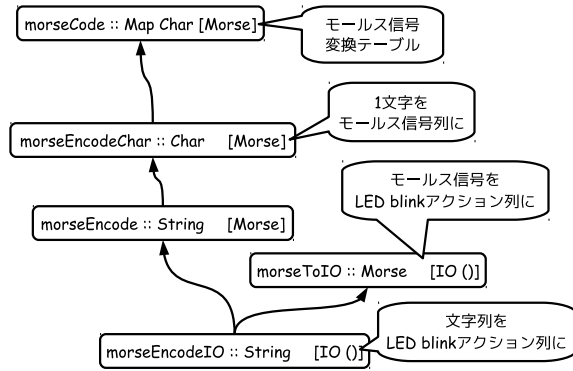 morseCode :: Map Char [Morse]
モールス信号
変換テーブル
1文字を
モールス信号列に
morseEncodeChar :: Char [Morse]
モールス信号を
LED blinkアクション列に
morseEncode :: String [Morse]
morseToIO :: Morse [IO ()]
文字列を
LED blinkアクション列に
morseEncodeIO :: String [IO ()]